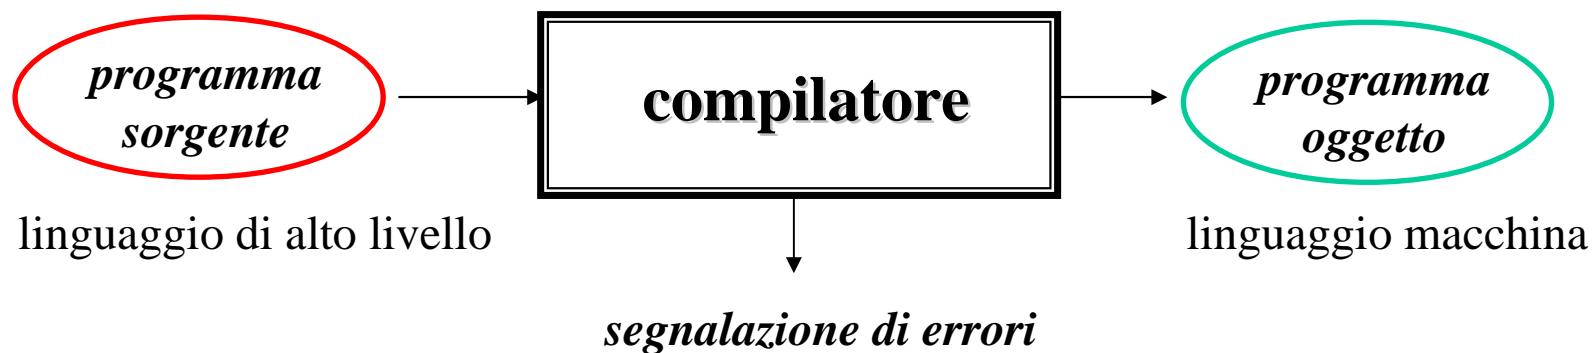 programma
sorgente
compilatore
programma
oggetto
linguaggio di alto livello
linguaggio macchina
segnalazione di errori